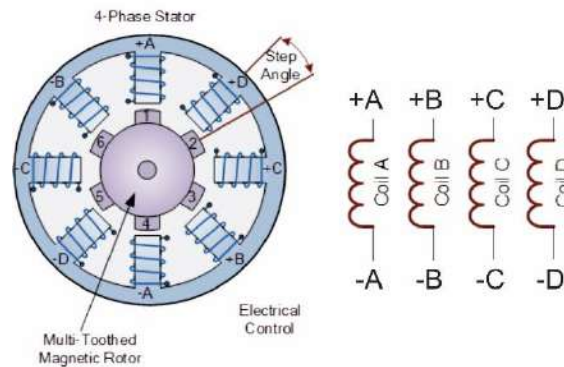 4-Phase Stator
+A
-B
+D
Step
Angle
1
6
2
-C
+C
5
3
4
-D
+B
-A
Electrical
Control
Multi-Toothed
Magnetic Rotor
+A +B +C +D
Coil A
Coil B
Coil C
Coil D
-A -B -C -D